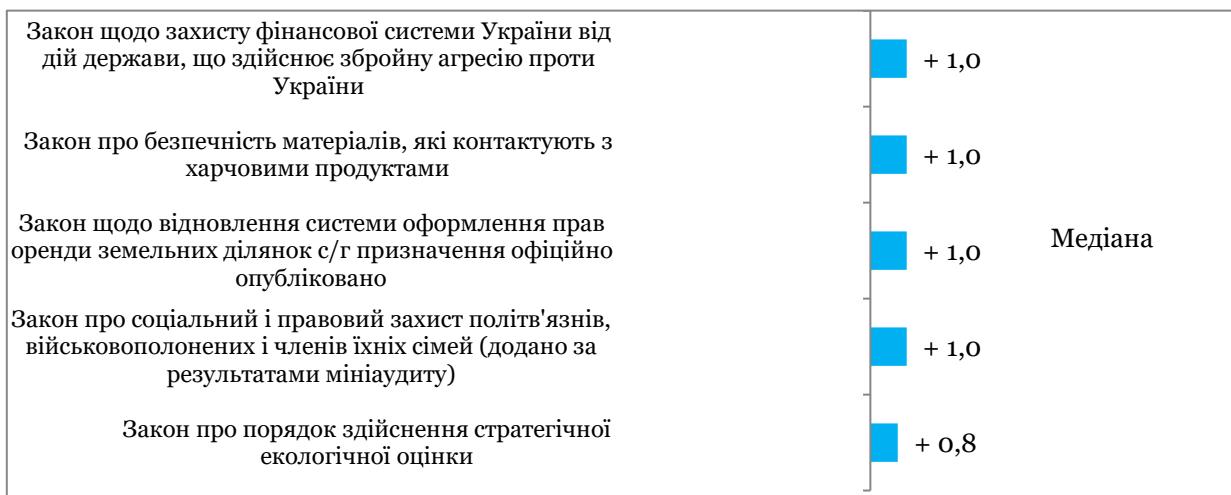 Закон щодо захисту фінансової системи України від
дій держави, що здійснює збройну агресію проти
України
+ 1,0
Закон про безпечність матеріалів, які контактують з
харчовими продуктами
+ 1,0
Закон щодо відновлення системи оформлення прав
оренди земельних ділянок с/г призначення офіційно
опубліковано
+ 1,0
Медіана
Закон про соціальний і правовий захист політв'язнів,
військовополонених і членів їхніх сімей (додано за
результатами мініаудиту)
+ 1,0
Закон про порядок здійснення стратегічної
екологічної оцінки
+ 0,8